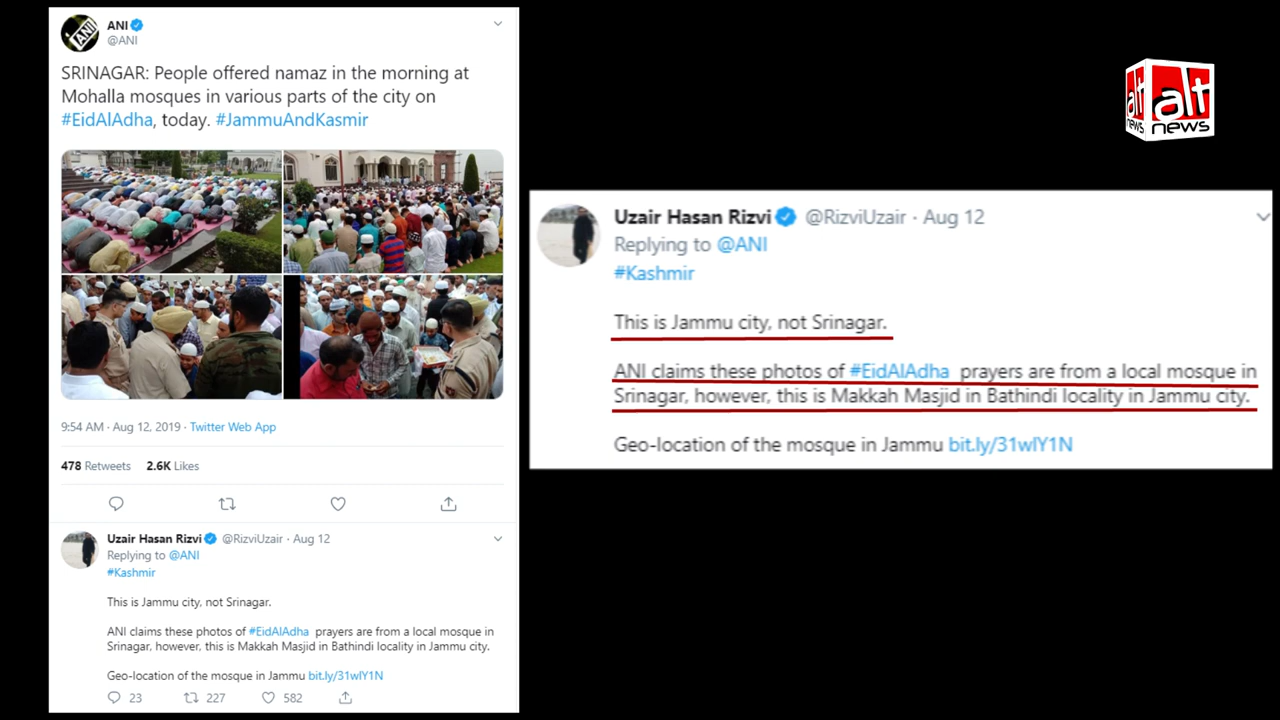 ANI
@ANI
SRINAGAR: People offered namaz in the morning at
Mohalla mosques in various parts of the city on
#EidAlAdha, today. #JammuAndKasmir
9:54 AM · Aug 12, 2019 · Twitter Web App
478 Retweets 2.6K Likes
Uzair Hasan Rizvi @RizviUzair · Aug 12
Replying to @ANI
#Kashmir
This is Jammu city, not Srinagar.
ANI claims these photos of #EidAlAdha prayers are from a local mosque in
Srinagar, however, this is Makkah Masjid in Bathindi locality in Jammu city.
Geo-location of the mosque in Jammu bit.ly/31wlY1N
23 227 582
alt
news
alt
news
Uzair Hasan Rizvi @RizviUzair · Aug 12
Replying to @ANI
#Kashmir
This is Jammu city, not Srinagar.
ANI claims these photos of #EidAlAdha prayers are from a local mosque in
Srinagar, however, this is Makkah Masjid in Bathindi locality in Jammu city.
Geo-location of the mosque in Jammu bit.ly/31wlY1N